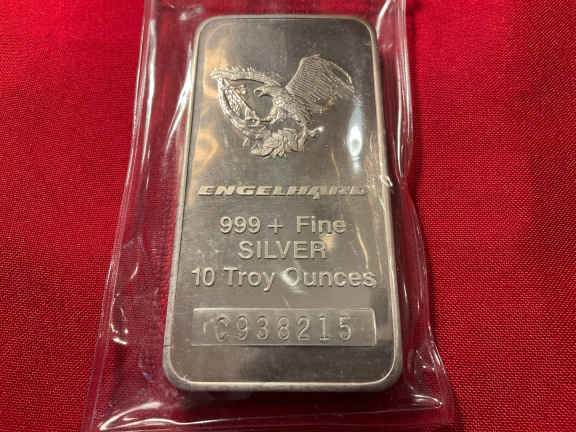 ENGELHARD
999+ Fine
SILVER
10 Troy Ounces
C938215